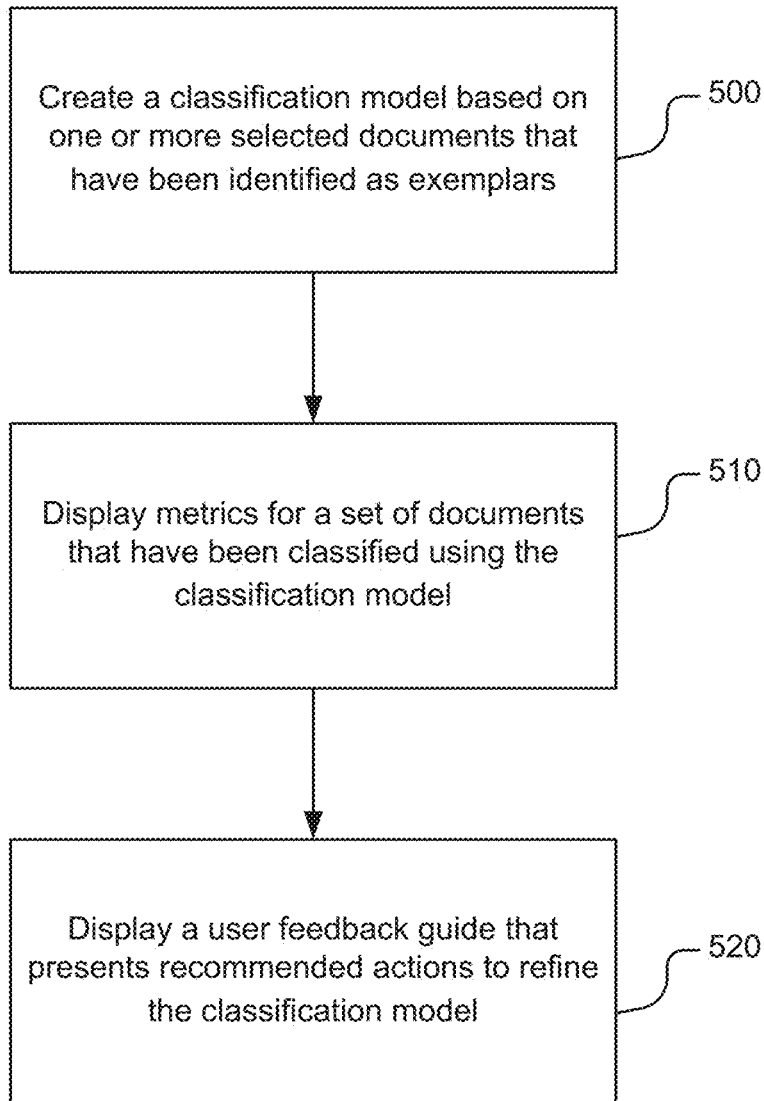 Create a classification model based on
one or more selected documents that
have been identified as exemplars
500
Display metrics for a set of documents
that have been classified using the
classification model
510
Display a user feedback guide that
presents recommended actions to refine
the classification model
520